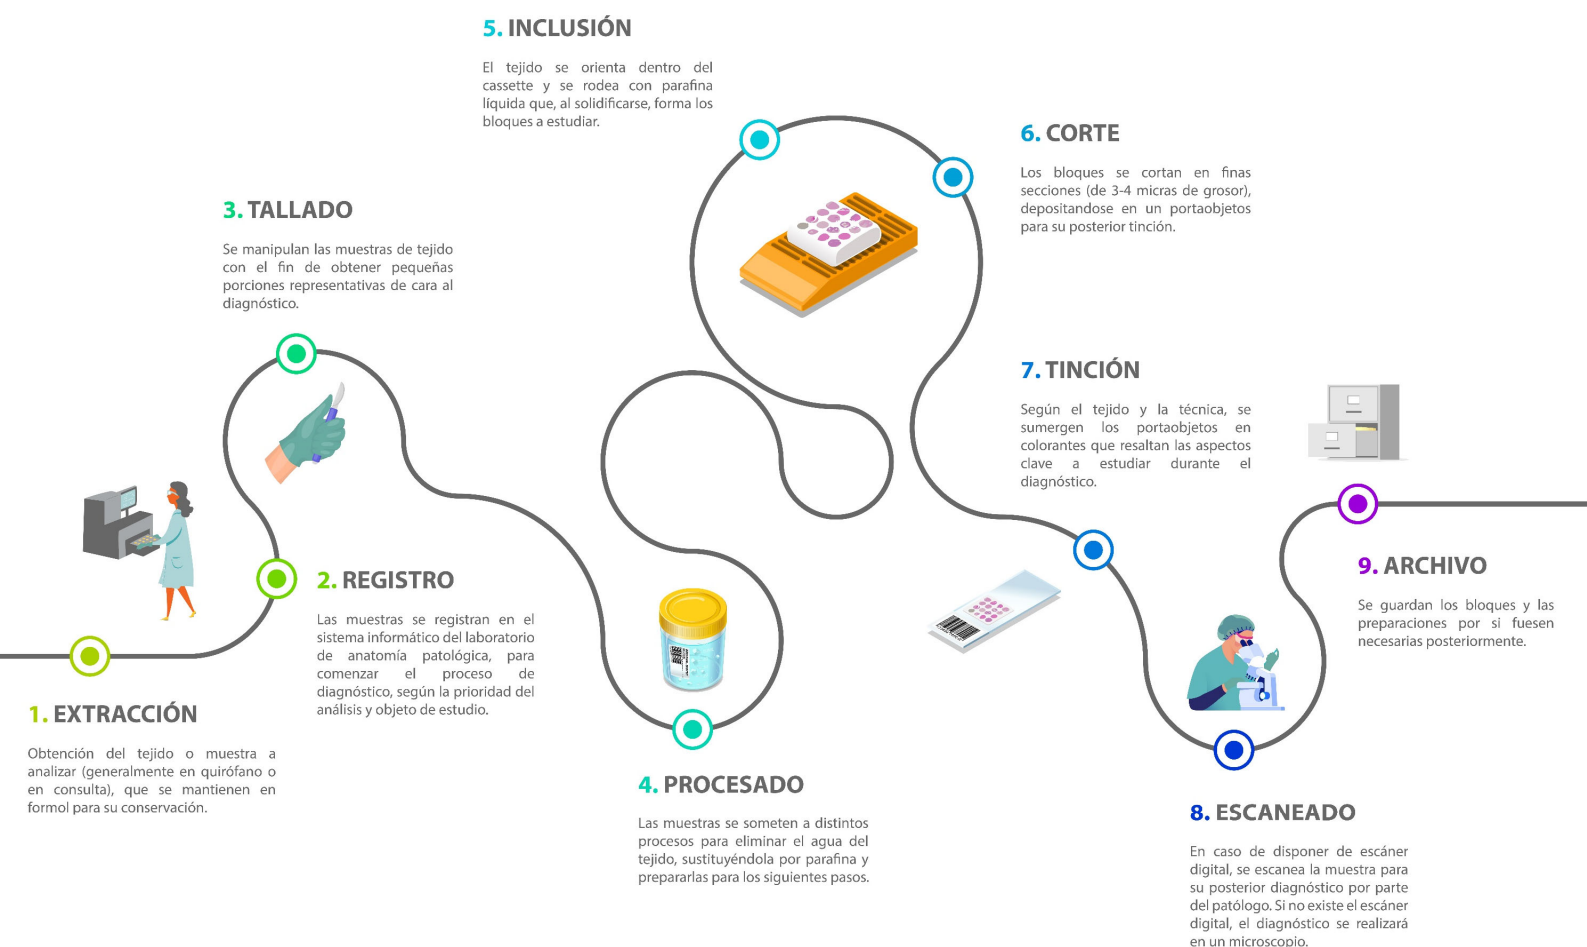 1. EXTRACCIÓN
Obtención del tejido o muestra a
analizar (generalmente en quirófano o
en consulta), que se mantienen en
formol para su conservación.
2. REGISTRO
Las muestras se registran en el
sistema informático del laboratorio
de anatomía patológica, para
comenzar el proceso de
diagnóstico, según la prioridad del
análisis y objeto de estudio.
3. TALLADO
Se manipulan las muestras de tejido
con el fin de obtener pequeñas
porciones representativas de cara al
diagnóstico.
4. PROCESADO
Las muestras se someten a distintos
procesos para eliminar el agua del
tejido, sustituyéndola por parafina y
prepararlas para los siguientes pasos.
5. INCLUSIÓN
El tejido se orienta dentro del
cassette y se rodea con parafina
líquida que, al solidificarse, forma los
bloques a estudiar.
6. CORTE
Los bloques se cortan en finas
secciones (de 3-4 micras de grosor),
depositandose en un portaobjetos
para su posterior tinción.
7. TINCIÓN
Según el tejido y la técnica, se
sumergen los portaobjetos en
colorantes que resaltan las aspectos
clave a estudiar durante el
diagnóstico.
8. ESCANEADO
En caso de disponer de escáner
digital, se escanea la muestra para
su posterior diagnóstico por parte
del patólogo. Si no existe el escáner
digital, el diagnóstico se realizará
en un microscopio.
9. ARCHIVO
Se guardan los bloques y las
preparaciones por si fuesen
necesarias posteriormente.